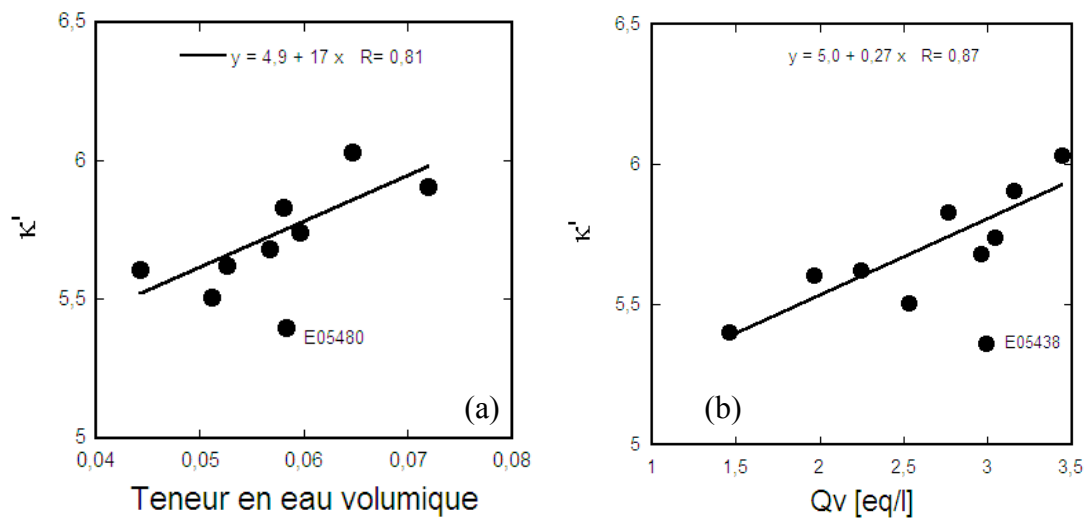 6,5
y = 4,9 + 17 x R= 0,81
6
κ'
5,5
E05480
(a)
5
0,04
0,05
0,06
0,07
0,08
Teneur en eau volumique
6,5
y = 5,0 + 0,27 x R= 0,87
6
κ'
5,5
E05438
(b)
5
1
1,5
2
2,5
3
3,5
Qv [eq/l]